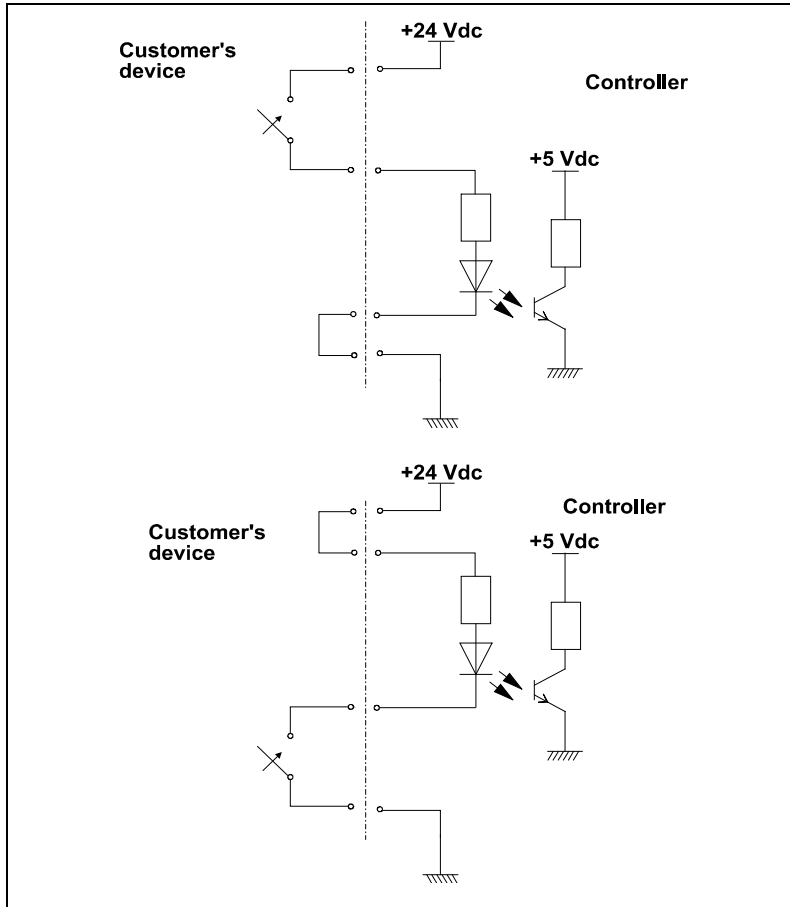 +24 Vdc
Customer's
device
Controller
+5 Vdc
+24 Vdc
Controller
Customer's
device
+5 Vdc